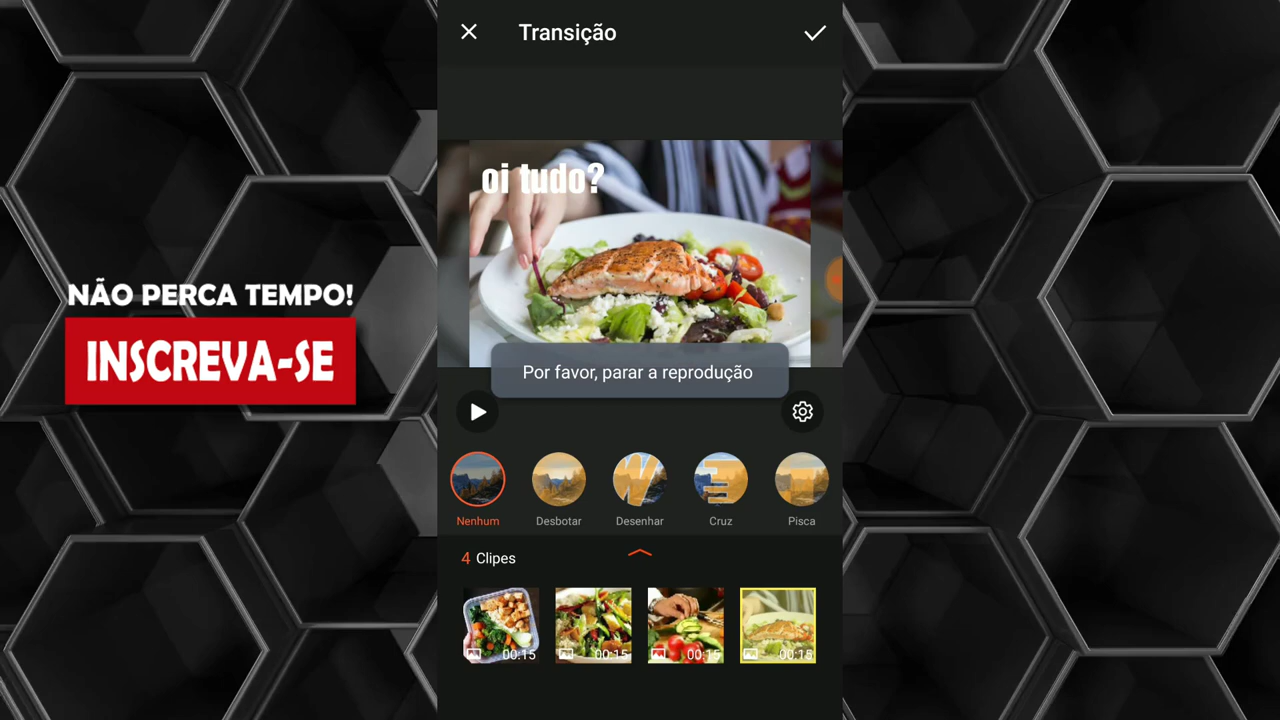 Transição
oi tudo?
NÃO PERCA TEMPO!
INSCREVA-SE
Por favor, parar a reprodução
Nenhum
Desbotar
Desenhar
Cruz
Pisca
4 Clipes
00:15
00:15
00:15
00:15